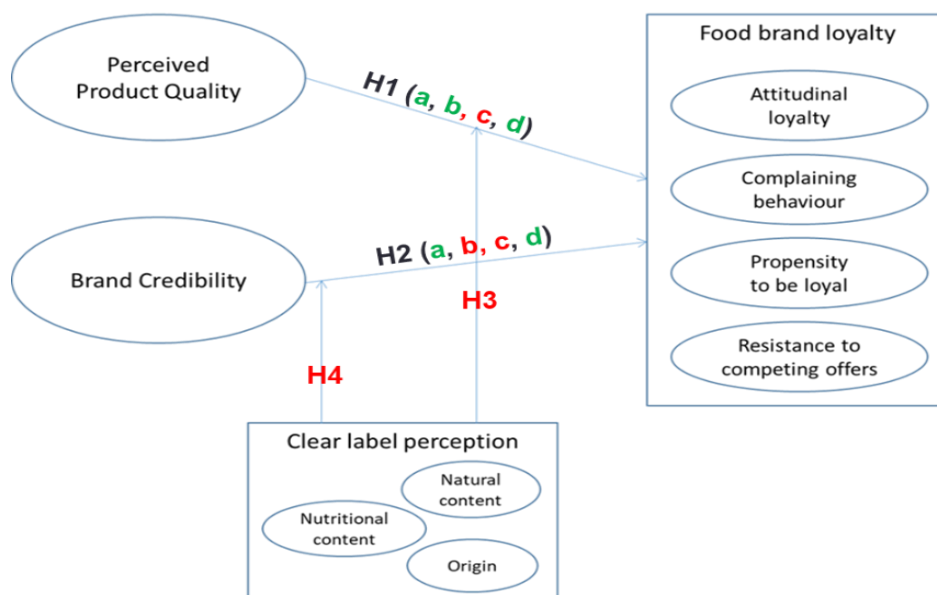 Perceived
Product Quality
H1 (a, b, c, d)
Food brand loyalty
Attitudinal
loyalty
Complaining
behaviour
Propensity
to be loyal
Resistance to
competing offers
Brand Credibility
H2 (a, b, c, d)
H3
H4
Clear label perception
Natural
content
Nutritional
content
Origin